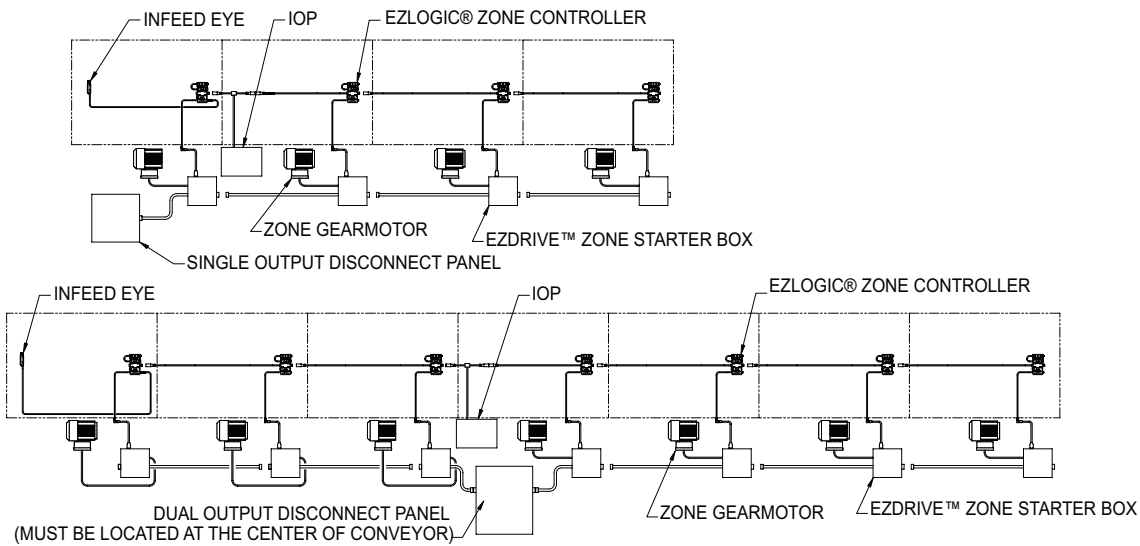 INFEED EYE
IOP
EZLOGIC® ZONE CONTROLLER
ZONE GEARMOTOR
EZDRIVE™ ZONE STARTER BOX
SINGLE OUTPUT DISCONNECT PANEL
INFEED EYE
IOP
EZLOGIC® ZONE CONTROLLER
DUAL OUTPUT DISCONNECT PANEL
(MUST BE LOCATED AT THE CENTER OF CONVEYOR)
ZONE GEARMOTOR
EZDRIVE™ ZONE STARTER BOX